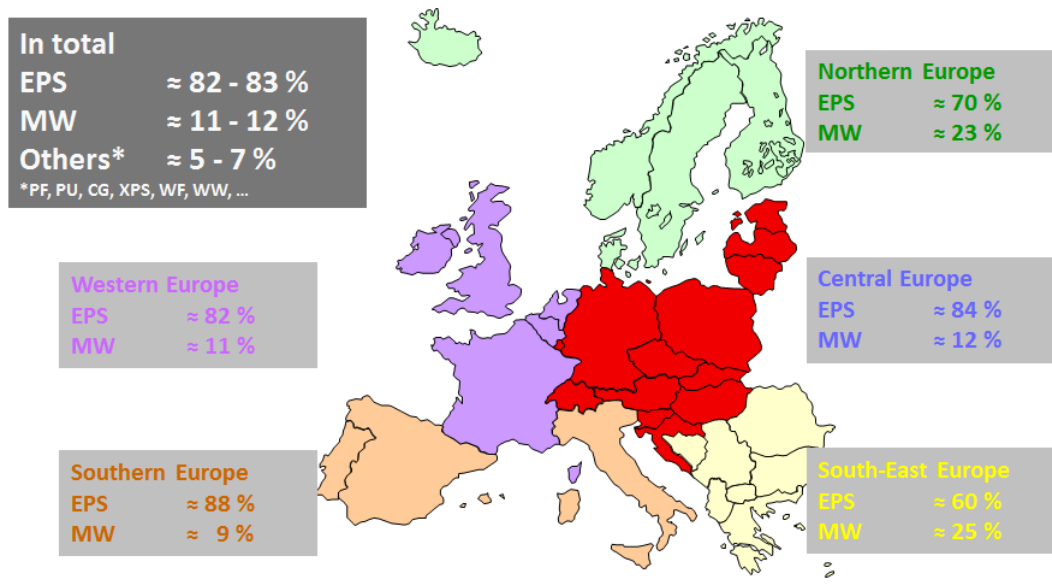 In total
EPS ≈ 82 - 83 %
MW ≈ 11 - 12 %
Others* ≈ 5 - 7 %
*PF, PU, CG, XPS, WF, WW, ...
Northern Europe
EPS ≈ 70 %
MW ≈ 23 %
Western Europe
EPS ≈ 82 %
MW ≈ 11 %
Central Europe
EPS ≈ 84 %
MW ≈ 12 %
Southern Europe
EPS ≈ 88 %
MW ≈ 9 %
South-East Europe
EPS ≈ 60 %
MW ≈ 25 %